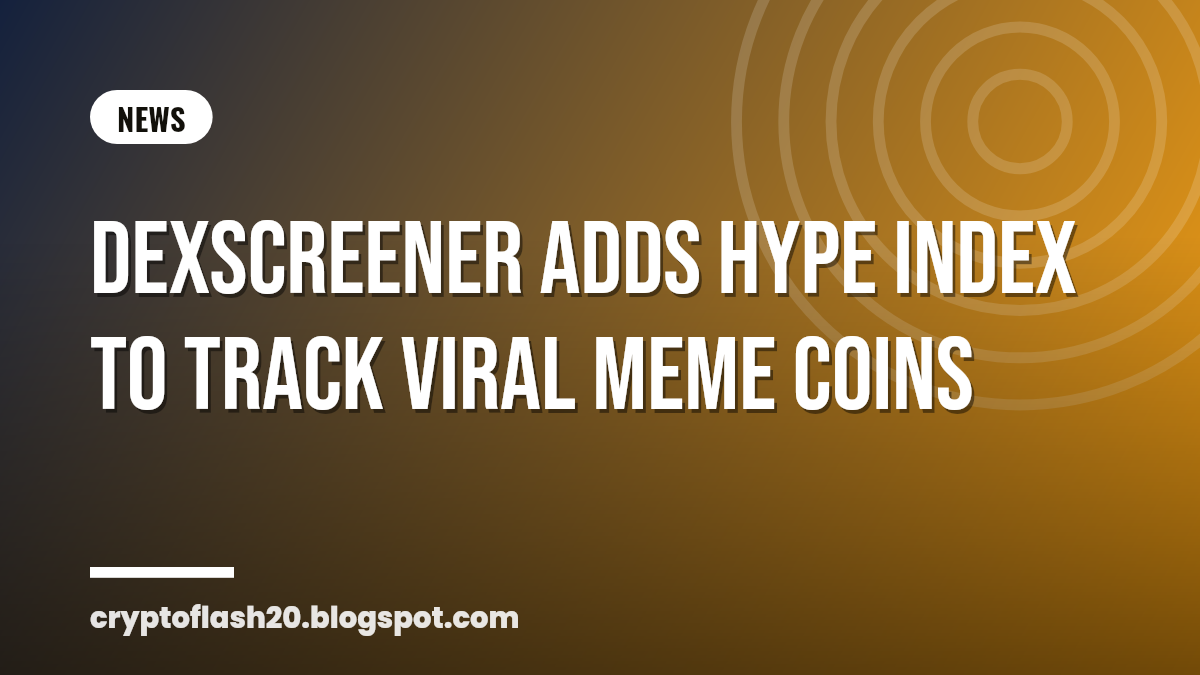 NEWS
DEXSCREENER ADDS HYPE INDEX
TO TRACK VIRAL MEME COINS
cryptoflash20.blogspot.com